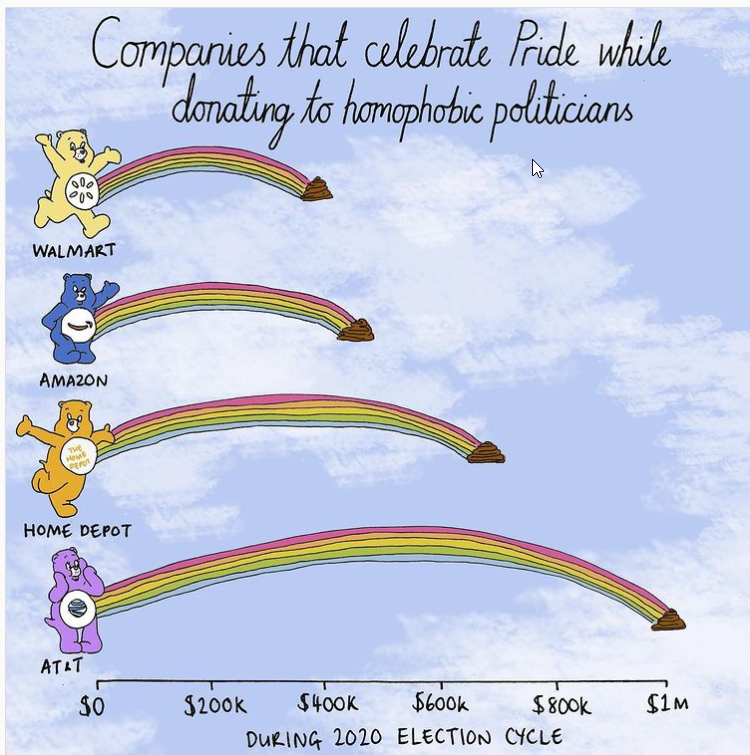 Companies that celebrate Pride while
donating to homophobic politicians
WALMART
AMAZON
THE
HOME
DEPOT
HOME DEPOT
AT&T
$0 $200K $400K $600K $800K $1M
DURING 2020 ELECTION CYCLE